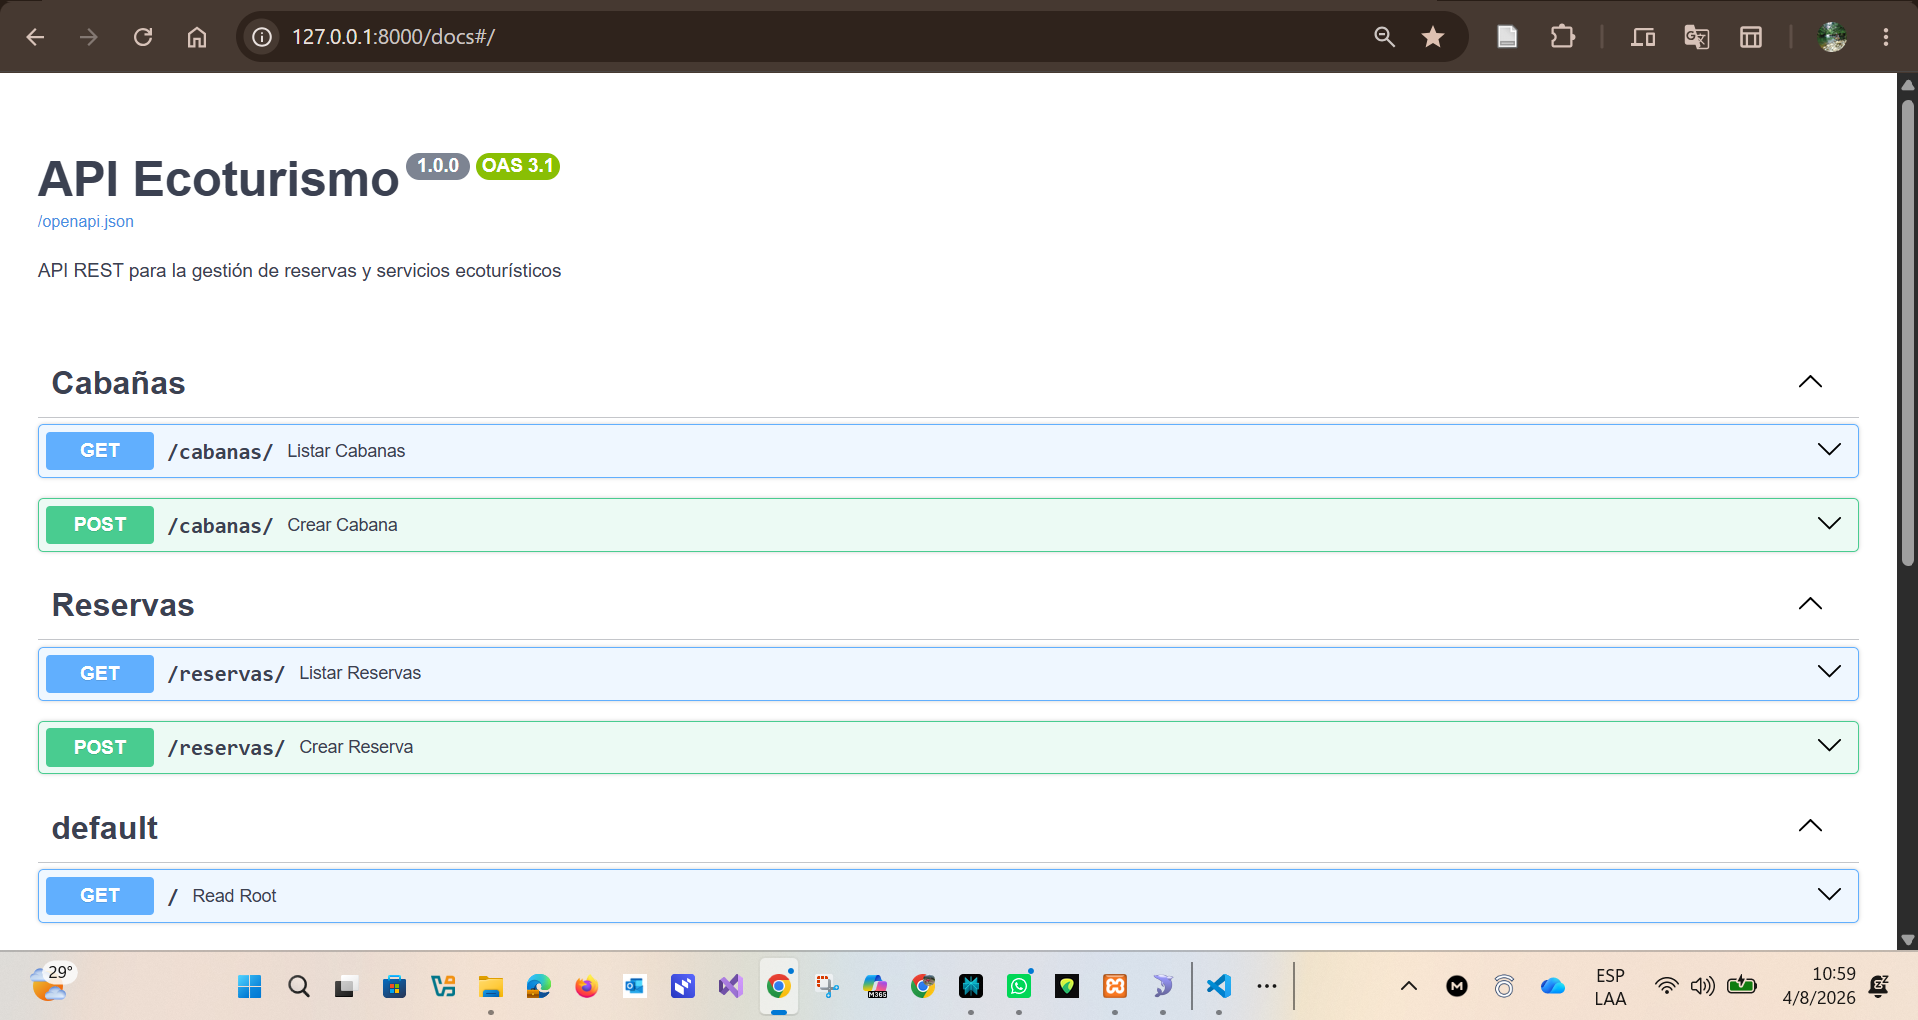 127.0.0.1:8000/docs#/
API Ecoturismo 1.0.0 OAS 3.1
/openapi.json
API REST para la gestión de reservas y servicios ecoturísticos
Cabañas
GET /cabanas/ Listar Cabanas
POST /cabanas/ Crear Cabana
Reservas
GET /reservas/ Listar Reservas
POST /reservas/ Crear Reserva
default
GET / Read Root
29°
M365
M
ESP
LAA
10:59
4/8/2026